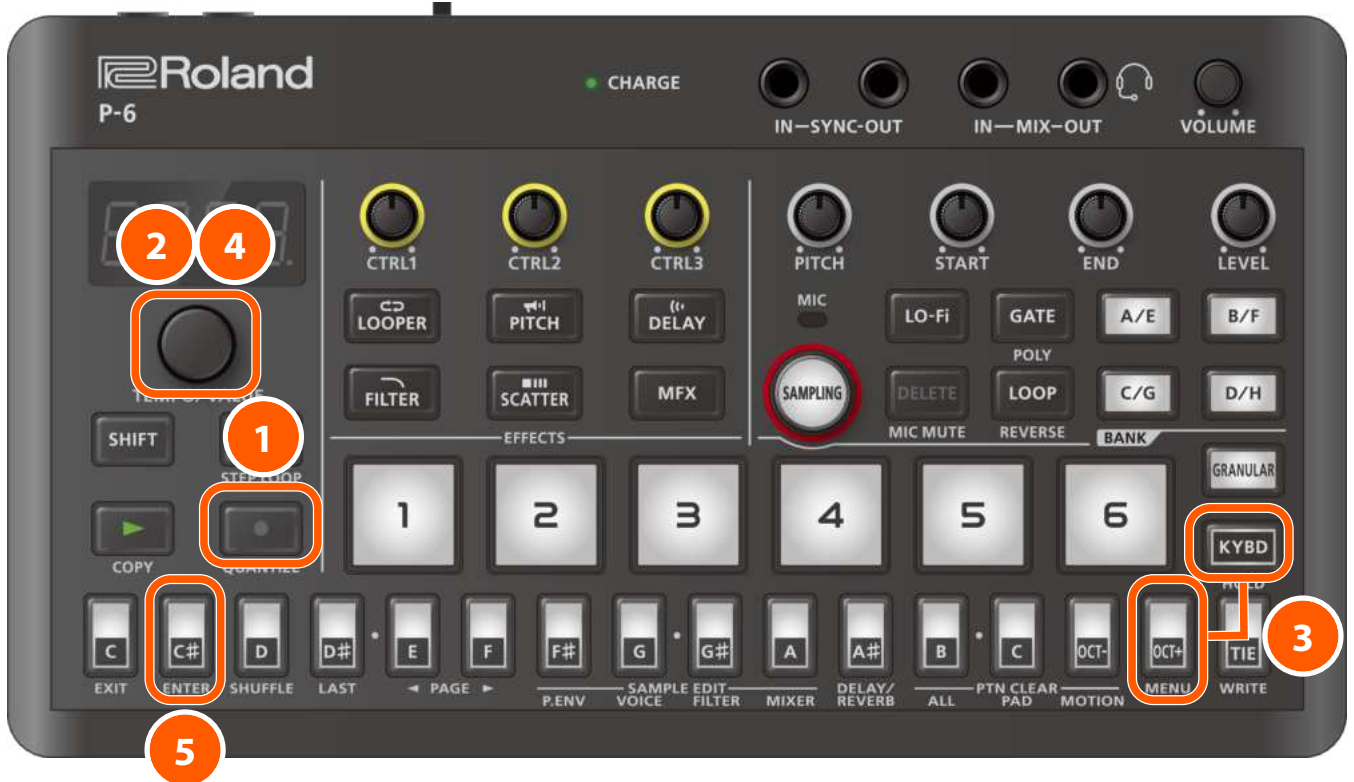 Roland
P-6
CHARGE
IN—SYNC-OUT
IN—MIX—OUT
VOLUME
2
4
CTRL1
CTRL2
CTRL3
PITCH
START
END
LEVEL
LOOPER
PITCH
DELAY
MIC
LO-Fi
GATE
A/E
B/F
POLY
FILTER
SCATTER
MFX
SAMPLING
DELETE
LOOP
C/G
D/H
MIC MUTE
REVERSE
BANK
SHIFT
1
STEP LOOP
EFFECTS
GRANULAR
1
2
3
4
5
6
KYBD
HOLD
COPY
QUANTIZE
3
C
C#
D
D#
E
F
F#
G
G#
A
A#
B
C
OCT-
OCT+
TIE
EXIT
ENTER
SHUFFLE
LAST
◄ PAGE ►
P.ENV
SAMPLE EDIT
VOICE
FILTER
MIXER
DELAY/
REVERB
ALL
PTN CLEAR
PAD
MOTION
MENU
WRITE
5